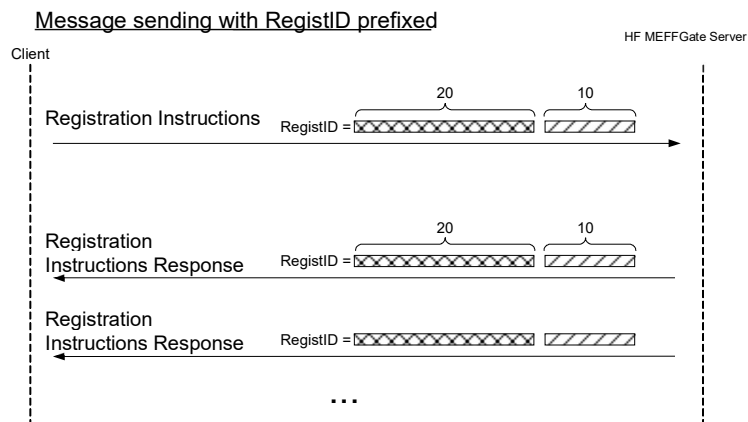 Message sending with RegistID prefixed
HF MEFFGate Server
Client
20 10
Registration Instructions RegistID =
20 10
Registration
Instructions Response RegistID =
Registration
Instructions Response RegistID =
...